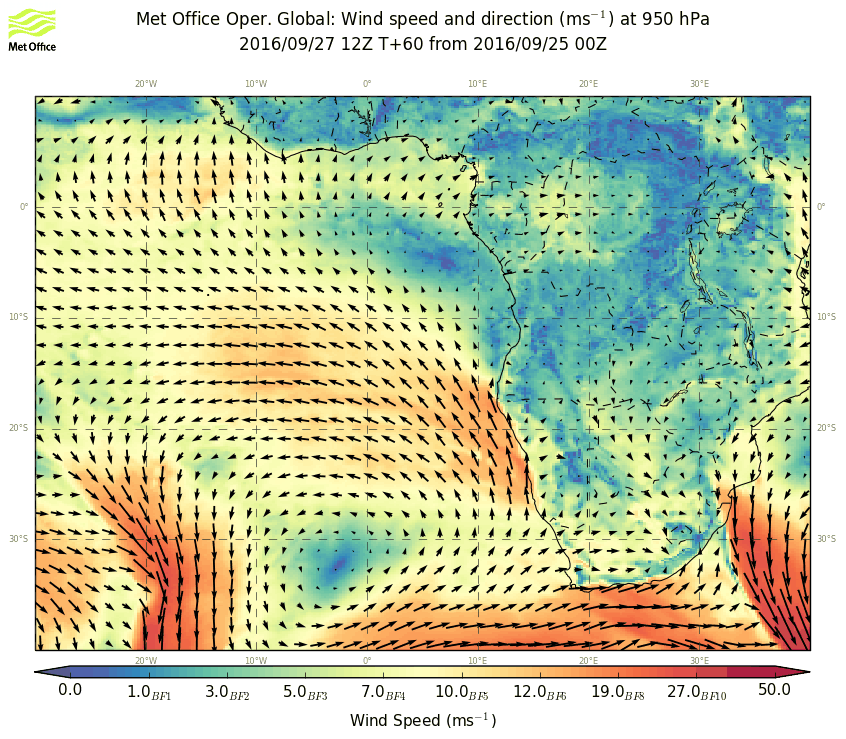 Met Office Oper. Global: Wind speed and direction (ms⁻¹) at 950 hPa
2016/09/27 12Z T+60 from 2016/09/25 00Z
Met Office
20°W 10°W 0° 10°E 20°E 30°E
0° 0°
10°S 10°S
20°S 20°S
30°S 30°S
20°W 10°W 0° 10°E 20°E 30°E
0.0 1.0BF1 3.0BF2 5.0BF3 7.0BF4 10.0BF5 12.0BF6 19.0BF8 27.0BF10 50.0
Wind Speed (ms⁻¹)